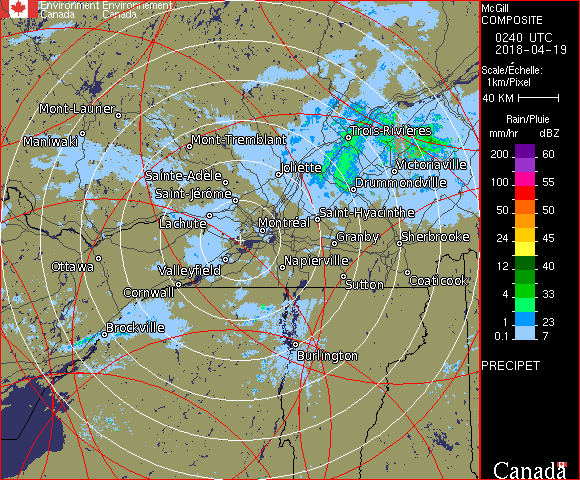 Environment Environnement
Canada Canada
McGill
COMPOSITE
0240 UTC
2018-04-19
Scale/Échelle:
1km/Pixel
40 KM
Rain/Pluie
mm/hr dBZ
200 60
100 55
50 50
24 45
12 40
4 33
1 23
0.1 7
PRECIPET
Canada
Mont-Laurier
Maniwaki
Mont-Tremblant
Trois-Rivières
Joliette
Victoriaville
Sainte-Adèle
Drummondville
Saint-Jérôme
Saint-Hyacinthe
Lachute
Montréal
Granby
Sherbrooke
Ottawa
Valleyfield
Napierville
Coaticook
Sutton
Cornwall
Brockville
Burlington